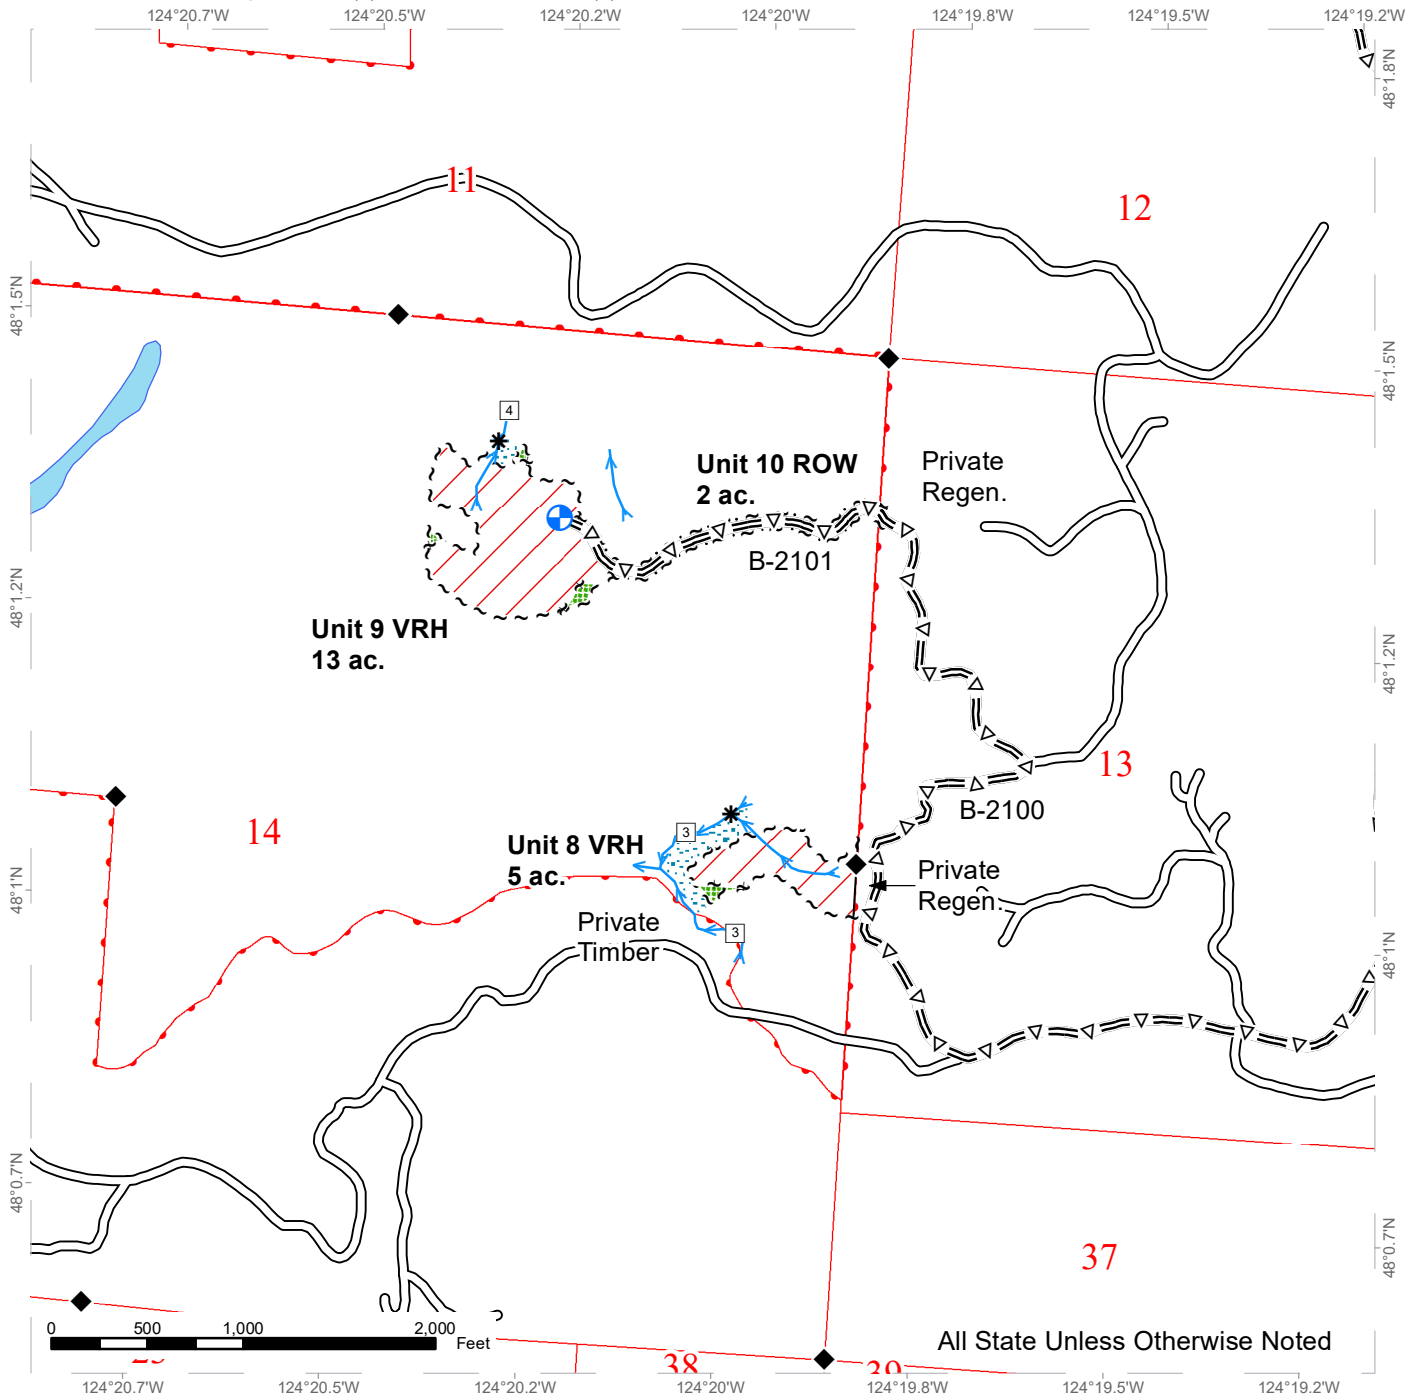 124°20.7'W 124°20.5'W 124°20.2'W 124°20'W 124°19.8'W 124°19.5'W 124°19.2'W
48°1.8'N
11
12
48°1.5'N
48°1.5'N
4
Unit 10 ROW
2 ac.
Private
Regen.
B-2101
48°1.2'N
Unit 9 VRH
13 ac.
48°1.2'N
13
B-2100
14
3
Unit 8 VRH
5 ac.
Private
Regen.
48°1'N
Private
Timber
3
48°1'N
48°0.7'N
37
48°0.7'N
0 500 1,000 2,000
Feet
All State Unless Otherwise Noted
38
39
124°20.7'W 124°20.5'W 124°20.2'W 124°20'W 124°19.8'W 124°19.5'W 124°19.2'W